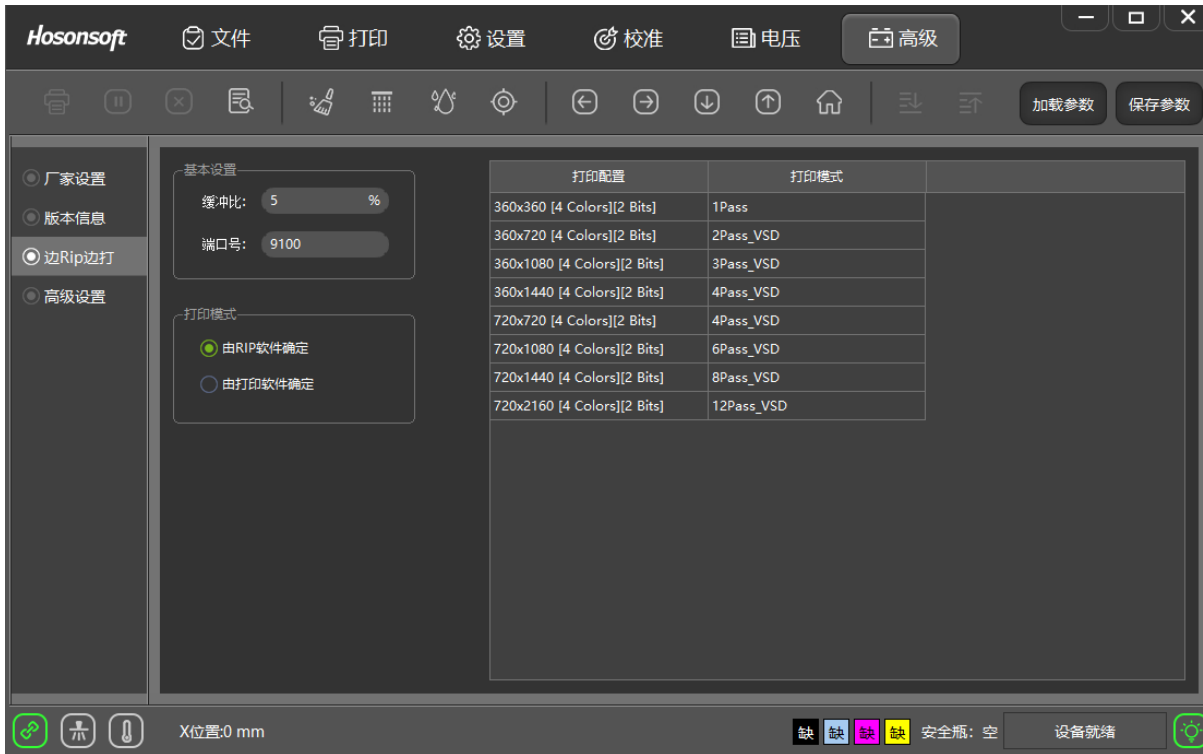 Hosonsoft 文件 打印 设置 校准 电压 高级
加载参数 保存参数
厂家设置
版本信息
边Rip边打
高级设置
基本设置
缓冲比: 5 %
端口号: 9100
打印模式
由RIP软件确定
由打印软件确定
打印配置 打印模式
360x360 [4 Colors][2 Bits] 1Pass
360x720 [4 Colors][2 Bits] 2Pass_VSD
360x1080 [4 Colors][2 Bits] 3Pass_VSD
360x1440 [4 Colors][2 Bits] 4Pass_VSD
720x720 [4 Colors][2 Bits] 4Pass_VSD
720x1080 [4 Colors][2 Bits] 6Pass_VSD
720x1440 [4 Colors][2 Bits] 8Pass_VSD
720x2160 [4 Colors][2 Bits] 12Pass_VSD
X位置:0 mm 缺 缺 缺 缺 安全瓶: 空 设备就绪